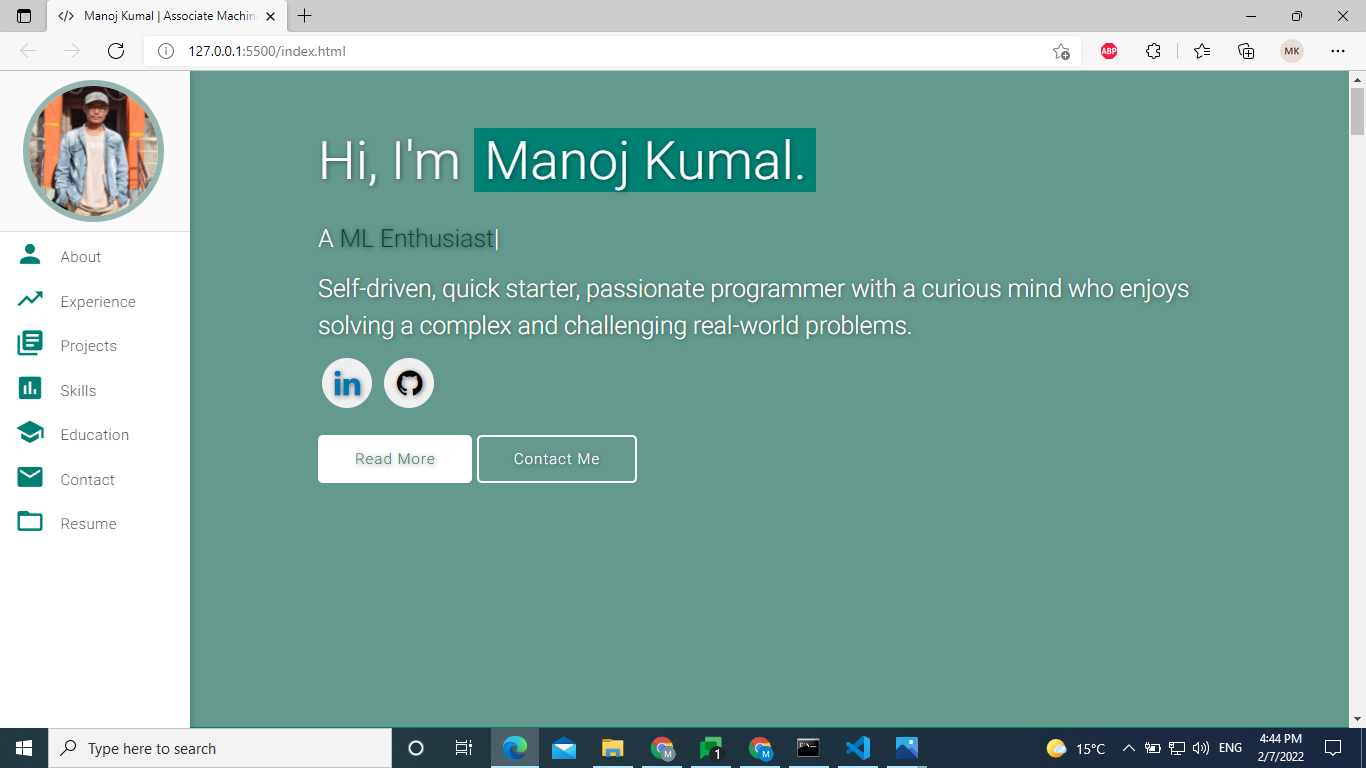 Manoj Kumal | Associate Machin
127.0.0.1:5500/index.html
ABP
MK
Hi, I'm Manoj Kumal.
A ML Enthusiast|
Self-driven, quick starter, passionate programmer with a curious mind who enjoys
solving a complex and challenging real-world problems.
in
Read More
Contact Me
About
Experience
Projects
Skills
Education
Contact
Resume
Type here to search
M
1
M
15°C
ENG
4:44 PM
2/7/2022